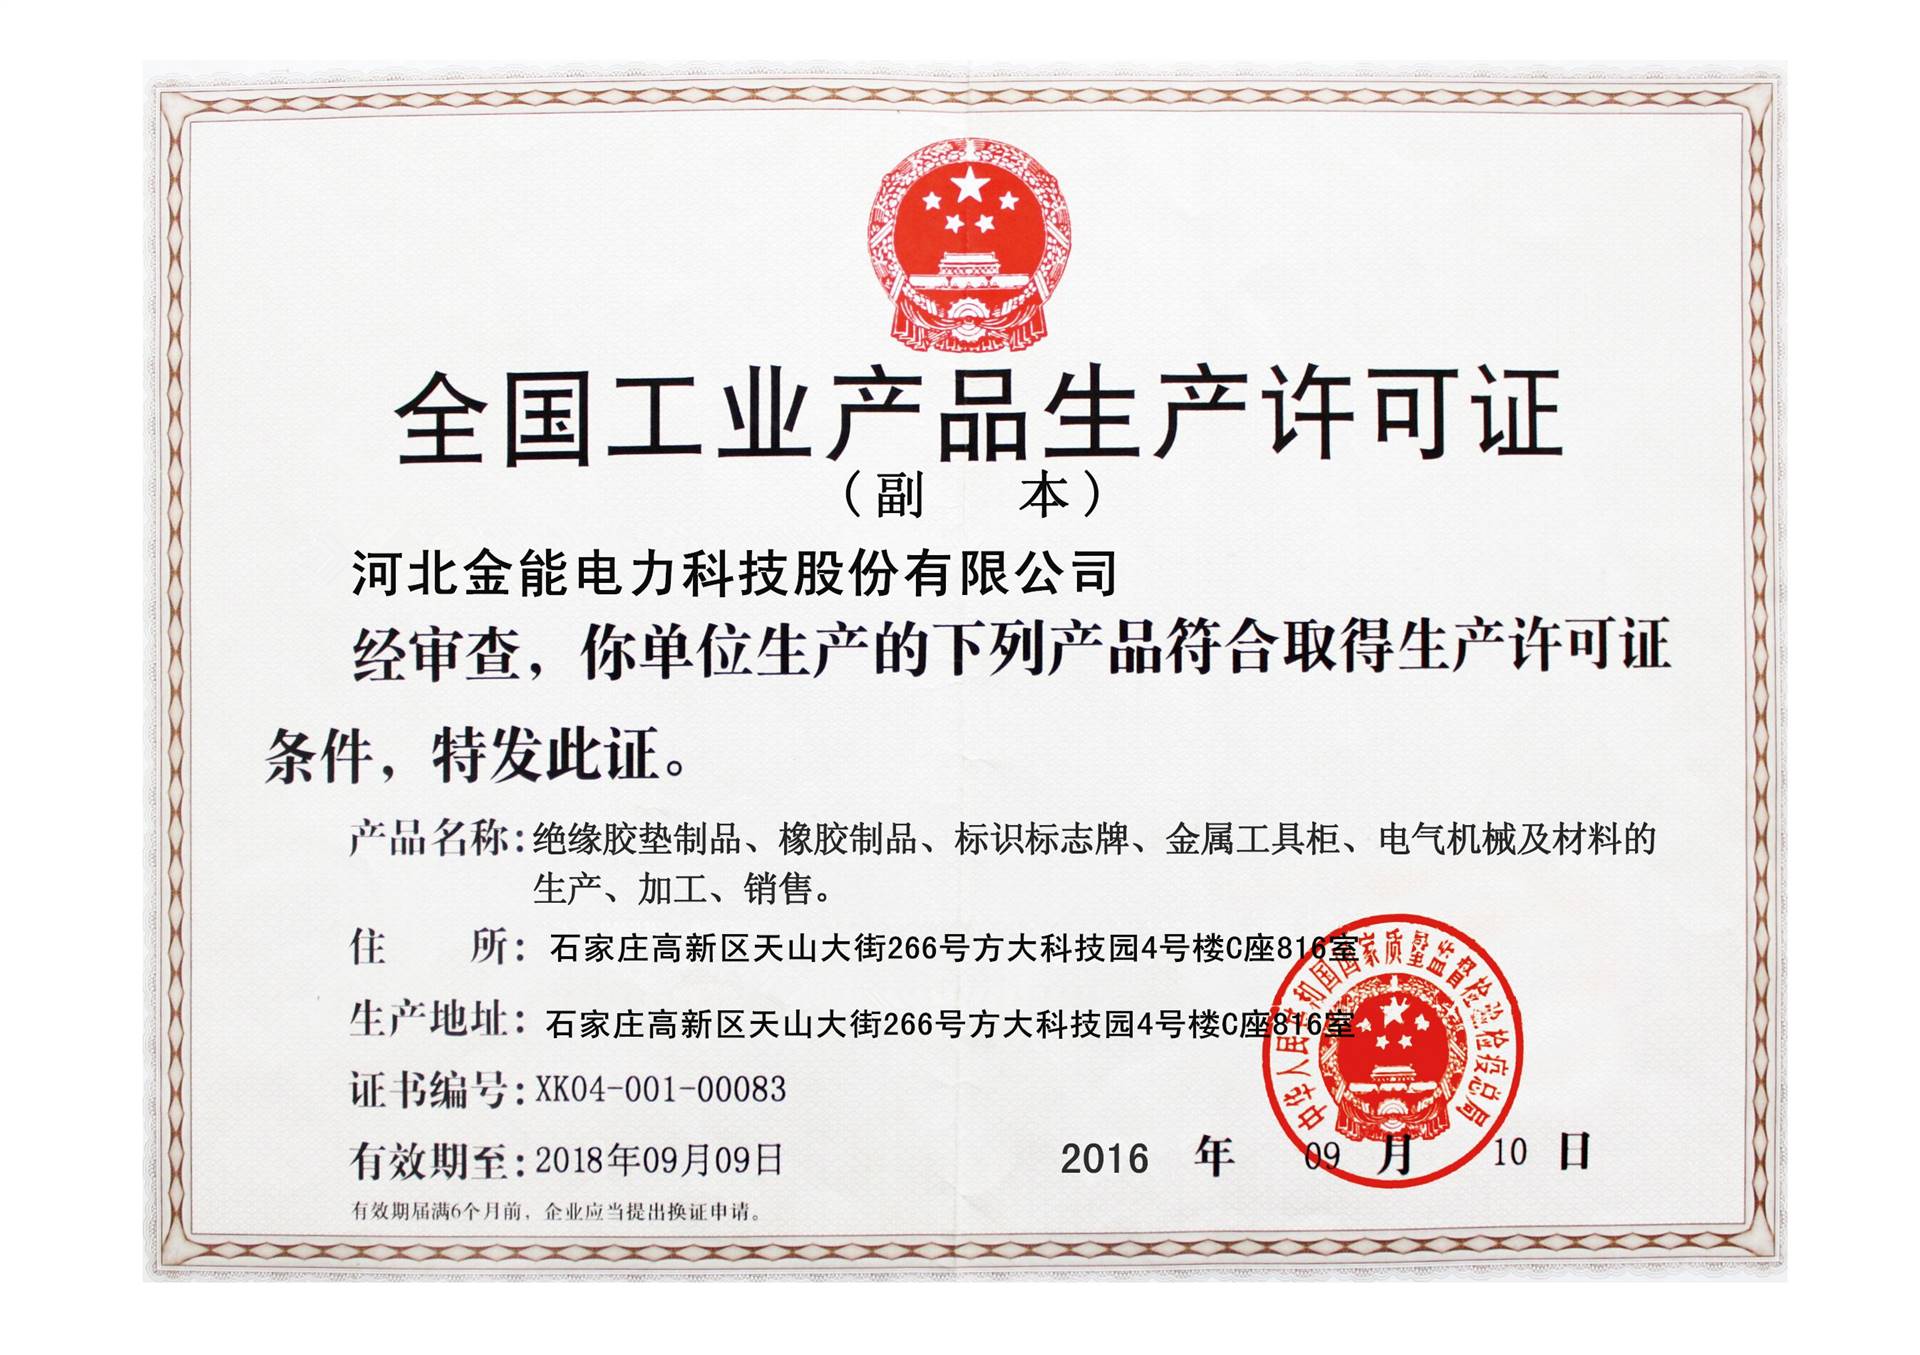 全国工业产品生产许可证
（副 本）
河北金能电力科技股份有限公司
经审查，你单位生产的下列产品符合取得生产许可证
条件，特发此证。
产品名称：绝缘胶垫制品、橡胶制品、标识标志牌、金属工具柜、电气机械及材料的
生产、加工、销售。
住 所：石家庄高新区天山大街266号方大科技园4号楼C座816室
生产地址：石家庄高新区天山大街266号方大科技园4号楼C座816室
证书编号：XK04-001-00083
有效期至：2018年09月09日
2016 年 09 月 10 日
有效期届满6个月前，企业应当提出换证申请。
中华人民共和国国家质量监督检验检疫总局